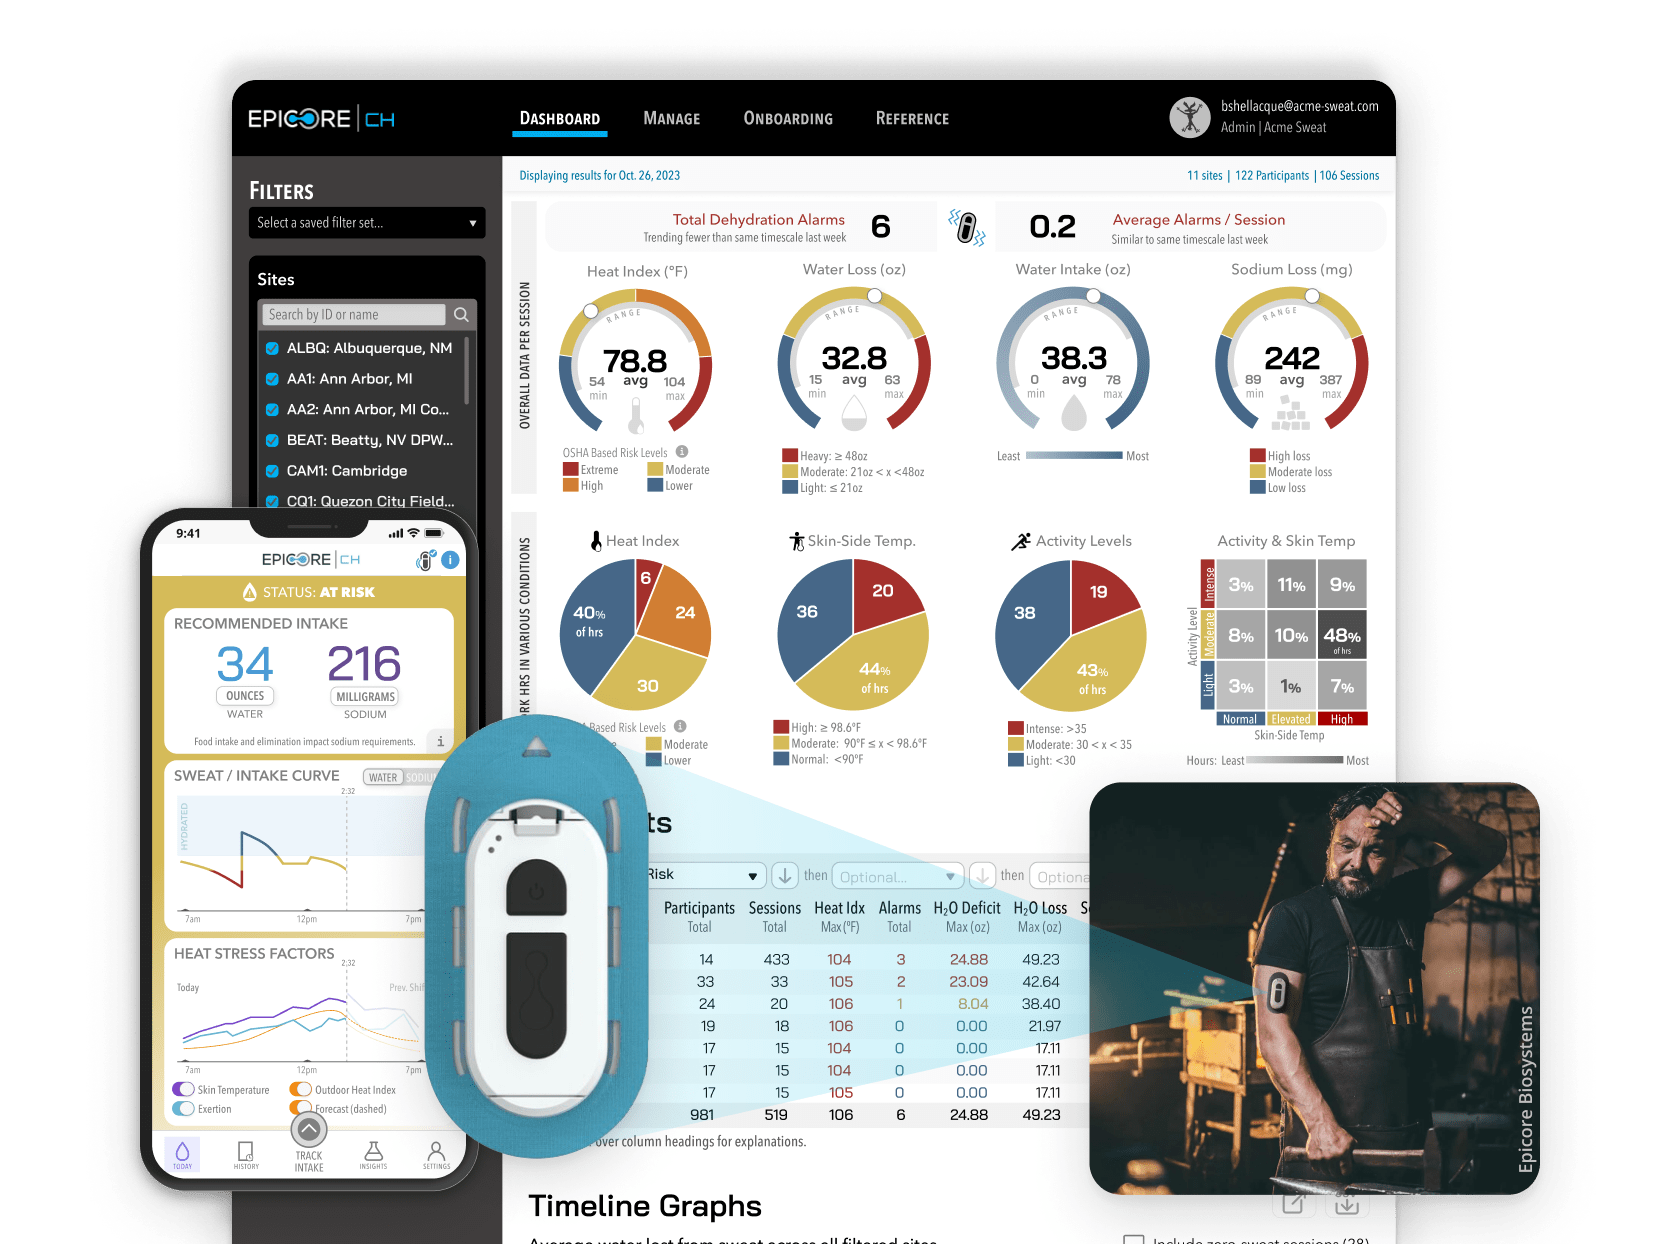 EPICORE | CH
DASHBOARD
MANAGE
ONBOARDING
REFERENCE
bshellacque@acme-sweat.com
Admin | Acme Sweat
FILTERS
Select a saved filter set...
Sites
Search by ID or name
ALBQ: Albuquerque, NM
AA1: Ann Arbor, MI
AA2: Ann Arbor, MI Co...
BEAT: Beatty, NV DPW...
CAM1: Cambridge
CQ1: Quezon City Field...
Displaying results for Oct. 26, 2023
11 sites | 122 Participants | 106 Sessions
Total Dehydration Alarms
Trending fewer than same timescale last week
6
0.2
Average Alarms / Session
Similar to same timescale last week
OVERALL DATA PER SESSION
Heat Index (°F)
RANGE
78.8
avg
54
min
104
max
OSHA Based Risk Levels i
Extreme
Moderate
High
Lower
Water Loss (oz)
RANGE
32.8
avg
15
min
63
max
Heavy: ≥ 48oz
Moderate: 21oz < x <48oz
Light: ≤ 21oz
Water Intake (oz)
RANGE
38.3
avg
0
min
78
max
Least
Most
Sodium Loss (mg)
RANGE
242
avg
89
min
387
max
High loss
Moderate loss
Low loss
RK HRS IN VARIOUS CONDITIONS
Heat Index
6
24
30
40%
of hrs
Based Risk Levels i
Moderate
Lower
Skin-Side Temp.
20
36
44%
of hrs
High: ≥ 98.6°F
Moderate: 90°F ≤ x < 98.6°F
Normal: <90°F
Activity Levels
19
38
43%
of hrs
Intense: >35
Moderate: 30 < x < 35
Light: <30
Activity & Skin Temp
Activity Level
Intense
Moderate
Light
3% 11% 9%
8% 10% 48%
of hrs
3% 1% 7%
Normal Elevated High
Skin-Side Temp
Hours: Least
Most
ts
Risk
then
Optional...
then
Optiona
Participants Sessions Heat Idx Alarms H₂O Deficit H₂O Loss S
Total Total Max (°F) Total Max (oz) Max (oz)
14 433 104 3 24.88 49.23
33 33 105 2 23.09 42.64
24 20 106 1 8.04 38.40
19 18 106 0 0.00 21.97
17 15 104 0 0.00 17.11
17 15 104 0 0.00 17.11
17 15 105 0 0.00 17.11
981 519 106 6 24.88 49.23
over column headings for explanations.
Timeline Graphs
Average water lost from sweat across all filtered sites
Include zero-sweat sessions (28)
9:41
EPICORE | CH
i
STATUS: AT RISK
RECOMMENDED INTAKE
34
OUNCES
WATER
216
MILLIGRAMS
SODIUM
Food intake and elimination impact sodium requirements.
i
SWEAT / INTAKE CURVE
WATER
SODIU
2:32
HYDRATED
7am 12pm 7pm
HEAT STRESS FACTORS
2:32
Today
Prev. Shif
7am 12pm 7pm
Skin Temperature
Outdoor Heat Index
Exertion
Forecast (dashed)
TODAY
HISTORY
TRACK
INTAKE
INSIGHTS
SETTINGS
Epicore Biosystems